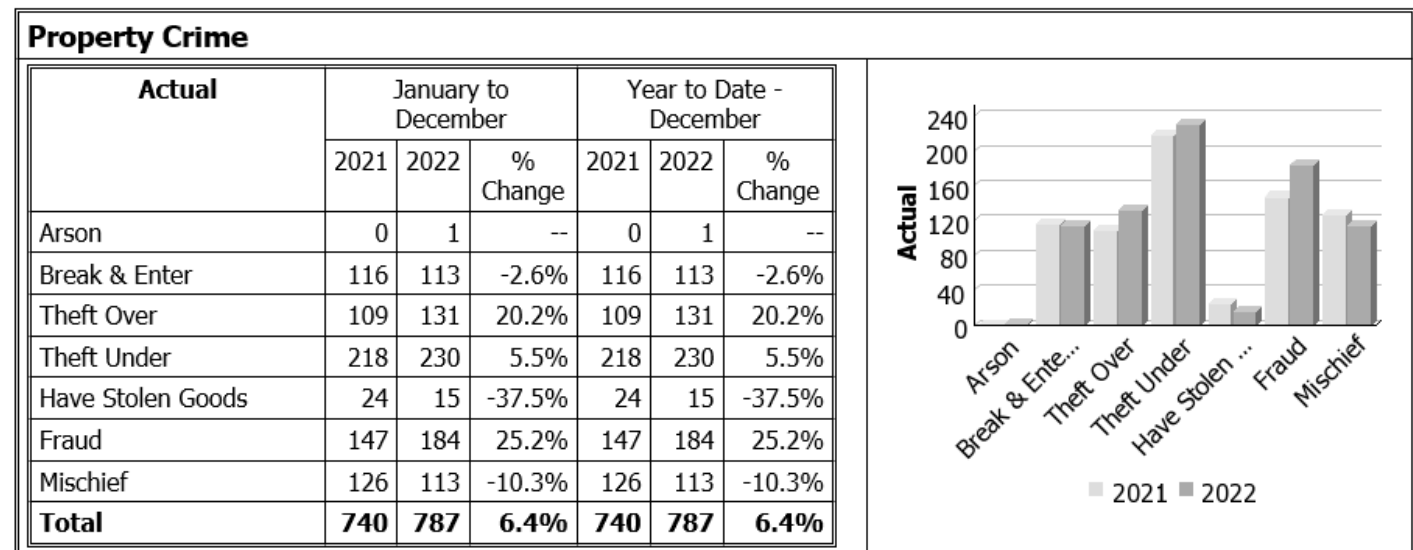 Property Crime
Actual January to December Year to Date - December
2021 2022 % Change 2021 2022 % Change
Arson 0 1 -- 0 1 --
Break & Enter 116 113 -2.6% 116 113 -2.6%
Theft Over 109 131 20.2% 109 131 20.2%
Theft Under 218 230 5.5% 218 230 5.5%
Have Stolen Goods 24 15 -37.5% 24 15 -37.5%
Fraud 147 184 25.2% 147 184 25.2%
Mischief 126 113 -10.3% 126 113 -10.3%
Total 740 787 6.4% 740 787 6.4%
Actual
240
200
160
120
80
40
0
Arson
Break & Ente...
Theft Over
Theft Under
Have Stolen ...
Fraud
Mischief
2021 2022